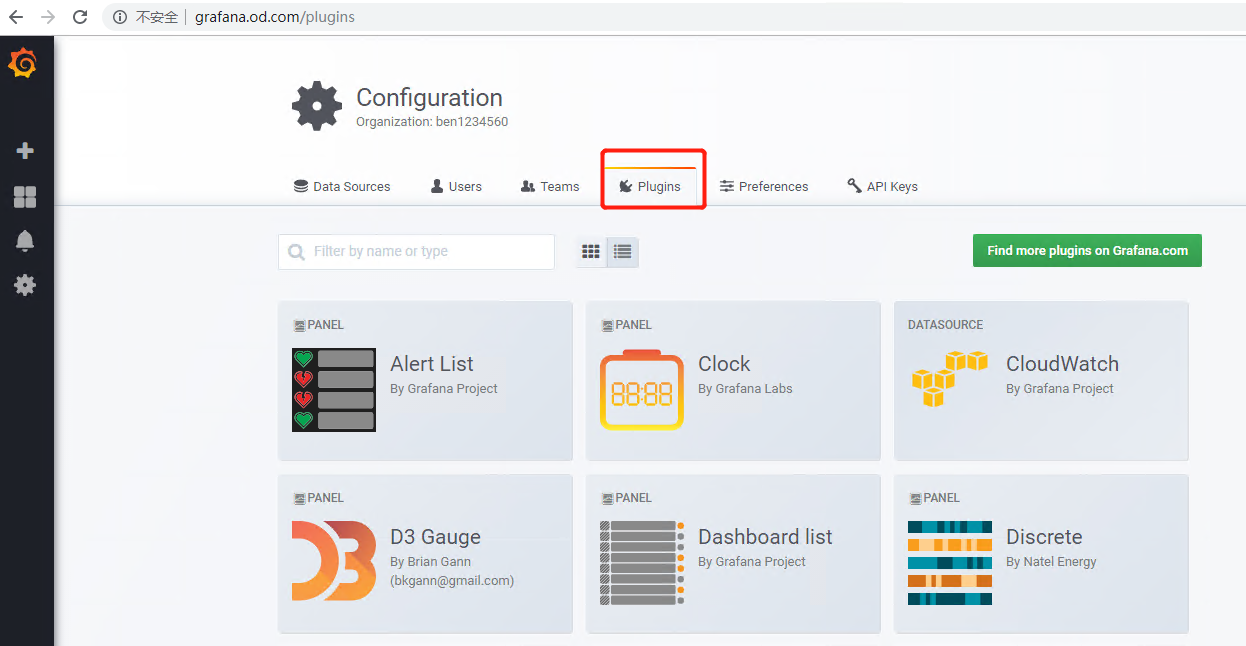 不安全 grafana.od.com/plugins
Configuration
Organization: ben1234560
Data Sources Users Teams Plugins Preferences API Keys
Filter by name or type
Find more plugins on Grafana.com
PANEL
Alert List
By Grafana Project
PANEL
88:88
Clock
By Grafana Labs
DATASOURCE
CloudWatch
By Grafana Project
PANEL
D3
D3 Gauge
By Brian Gann
(bkgann@gmail.com)
PANEL
Dashboard list
By Grafana Project
PANEL
Discrete
By Natel Energy